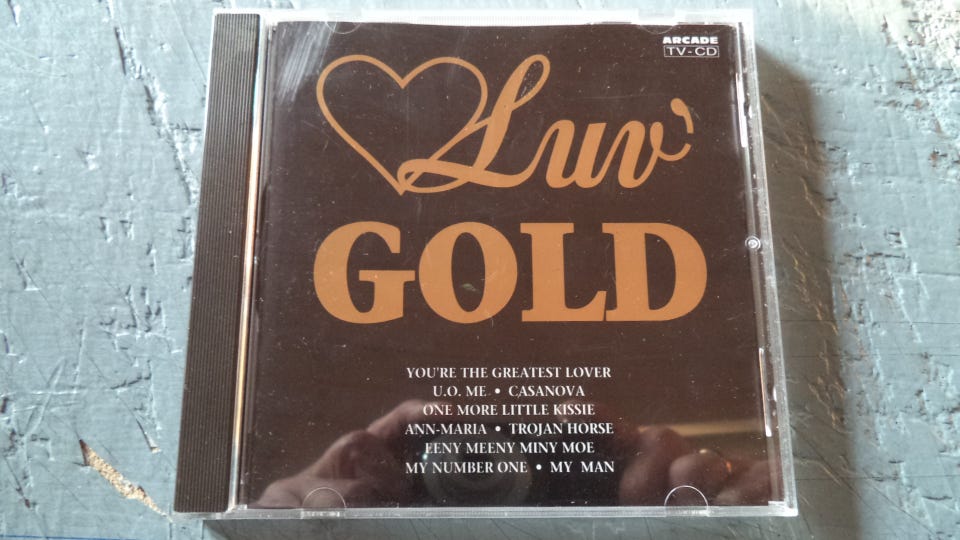 ARCADE
TV-CD
Luv'
GOLD
YOU'RE THE GREATEST LOVER
U.O. ME • CASANOVA
ONE MORE LITTLE KISSIE
ANN-MARIA • TROJAN HORSE
EENY MEENY MINY MOE
MY NUMBER ONE • MY MAN